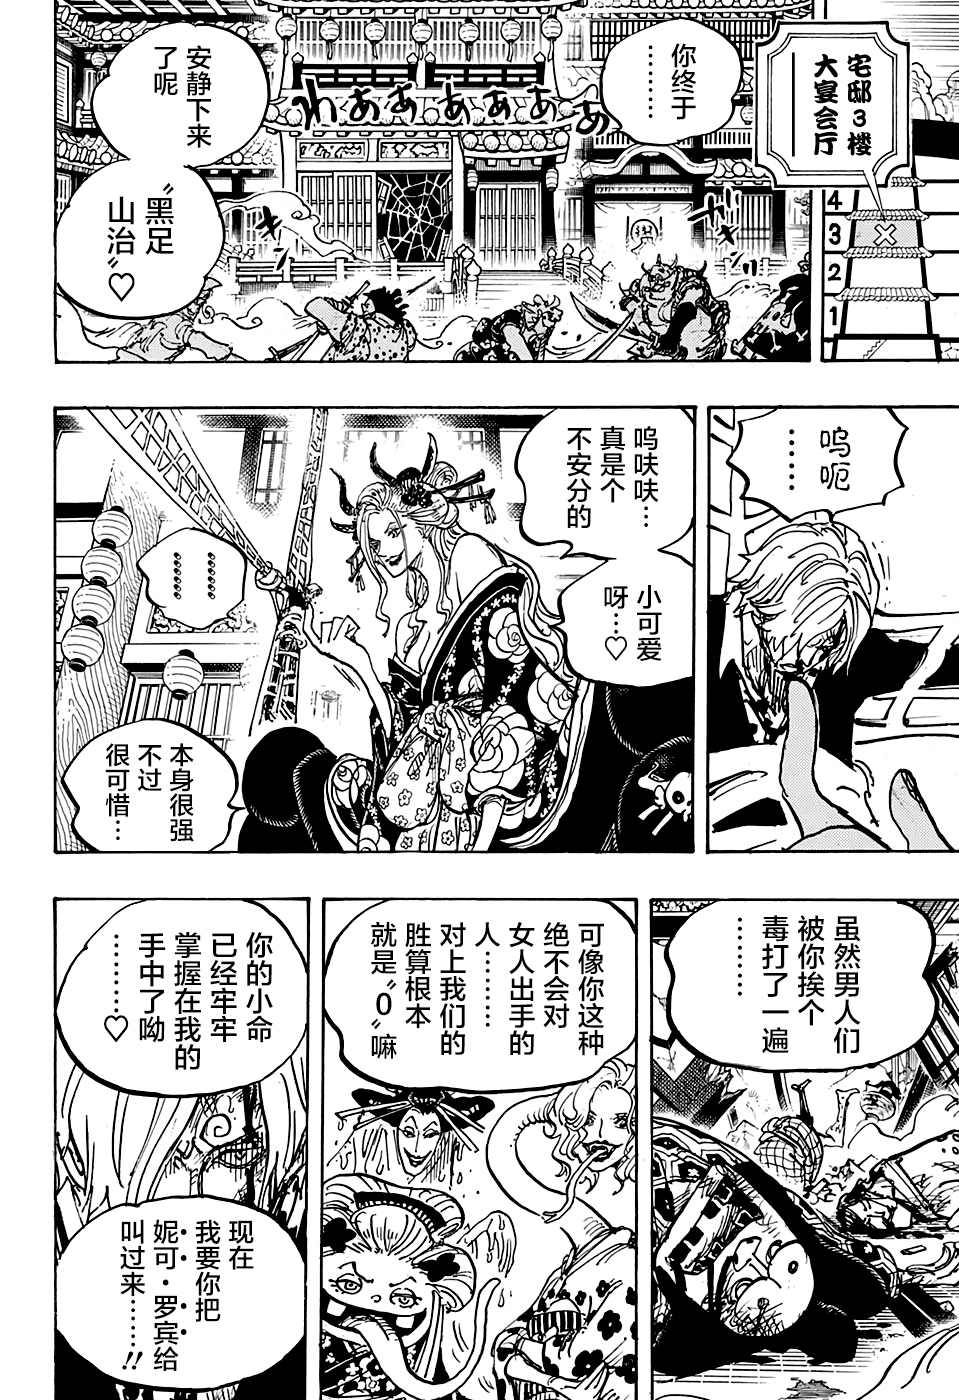 宅邸3楼
大宴会厅
——
4
3
2
1
你终于
……
わあああああああ
安静下来
了呢
〝黑足
山治〞♡
呜呃
……
呜呋呋…
真是个
不安分的
小可爱
呀…♡
……
……
本身很强
不过
很可惜…
虽然男人们
被你挨个
毒打了一遍
……
可像你这种
绝不会对
女人出手的
人……
对上我们的
胜算根本
就是〝0〞嘛
你的小命
已经牢牢
掌握在我的
手中了呦
……♡
现在
我要你把
妮可·罗宾给
叫过来……!!